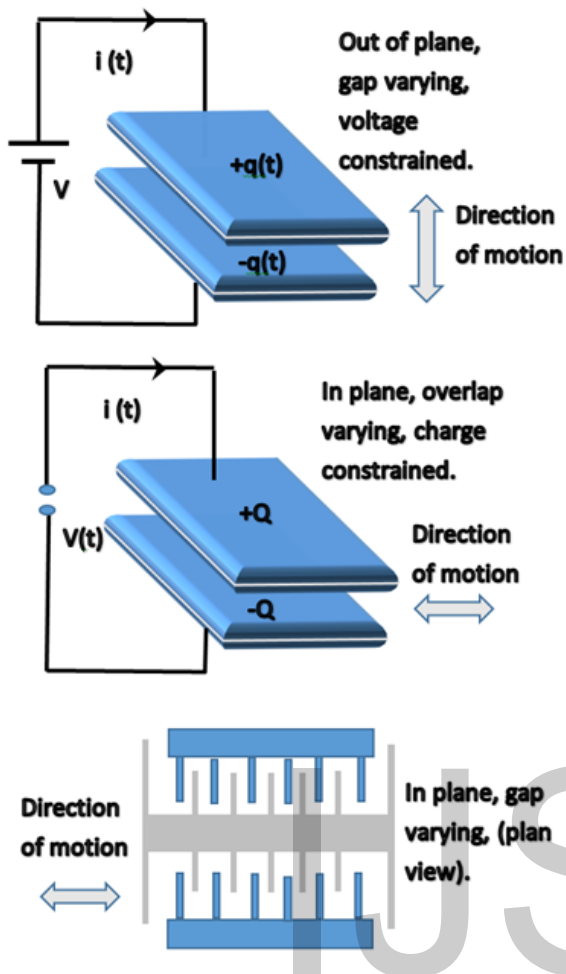 i (t)
Out of plane,
gap varying,
voltage
constrained.
V
+q(t)
-q(t)
Direction
of motion
i (t)
In plane, overlap
varying, charge
constrained.
V(t)
+Q
-Q
Direction
of motion
Direction
of motion
In plane, gap
varying, (plan
view).
IJS